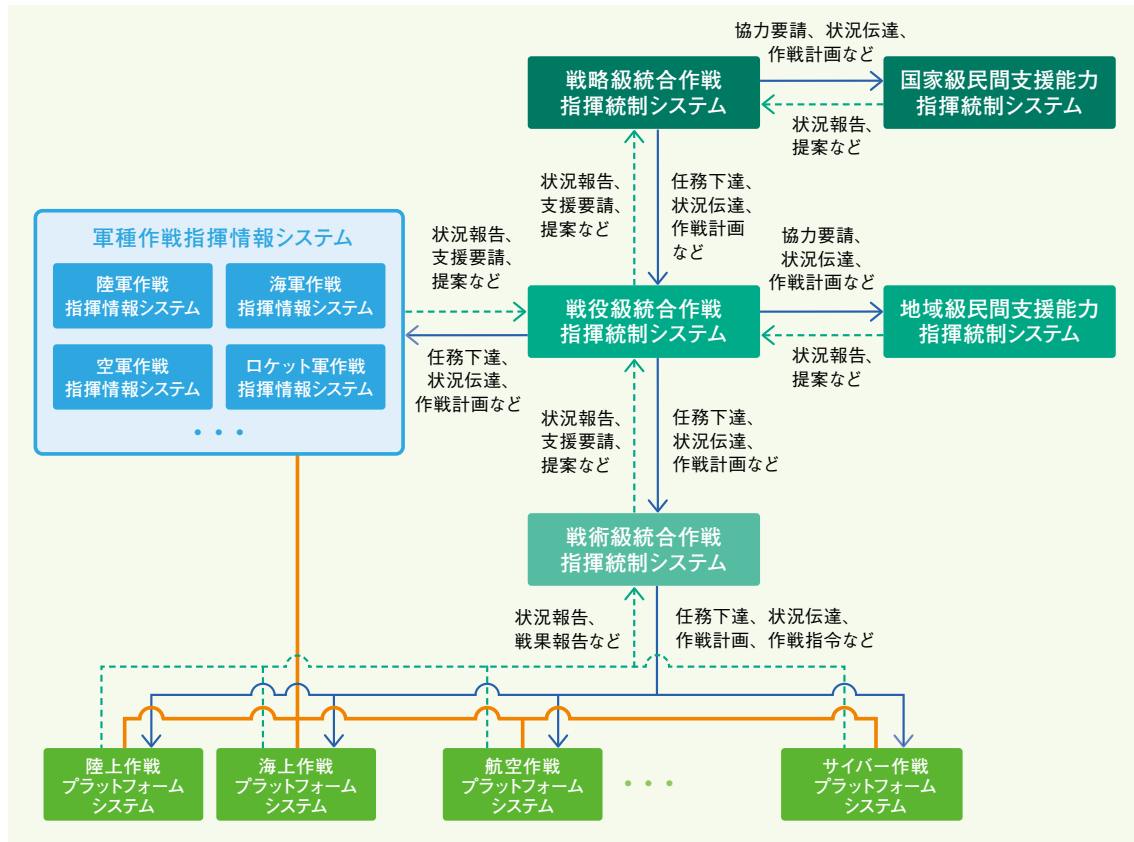 協力要請、状況伝達、
作戦計画など
戦略級統合作戦
指揮統制システム
国家級民間支援能力
指揮統制システム
状況報告、
提案など
状況報告、
支援要請、
提案など
任務下達、
状況伝達、
作戦計画
など
軍種作戦指揮情報システム
陸軍作戦
指揮情報システム
海軍作戦
指揮情報システム
空軍作戦
指揮情報システム
ロケット軍作戦
指揮情報システム
・・・
状況報告、
支援要請、
提案など
任務下達、
状況伝達、
作戦計画など
戦役級統合作戦
指揮統制システム
協力要請、
状況伝達、
作戦計画など
地域級民間支援能力
指揮統制システム
状況報告、
提案など
状況報告、
支援要請、
提案など
任務下達、
状況伝達、
作戦計画など
戦術級統合作戦
指揮統制システム
状況報告、
戦果報告など
任務下達、状況伝達、
作戦計画、作戦指令など
陸上作戦
プラットフォーム
システム
海上作戦
プラットフォーム
システム
航空作戦
プラットフォーム
システム
・・・
サイバー作戦
プラットフォーム
システム